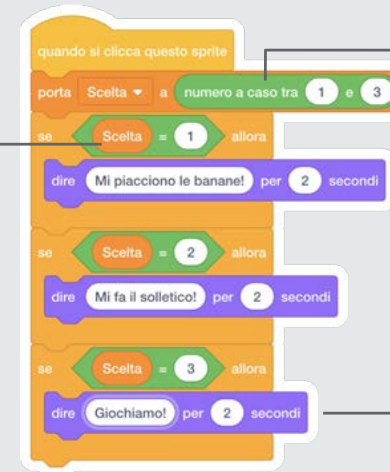 quando si clicca questo sprite
porta Scelta a numero a caso tra 1 e 3
se Scelta = 1 allora
dire Mi piacciono le banane! per 2 secondi
se Scelta = 2 allora
dire Mi fa il solletico! per 2 secondi
se Scelta = 3 allora
dire Giochiamo! per 2 secondi